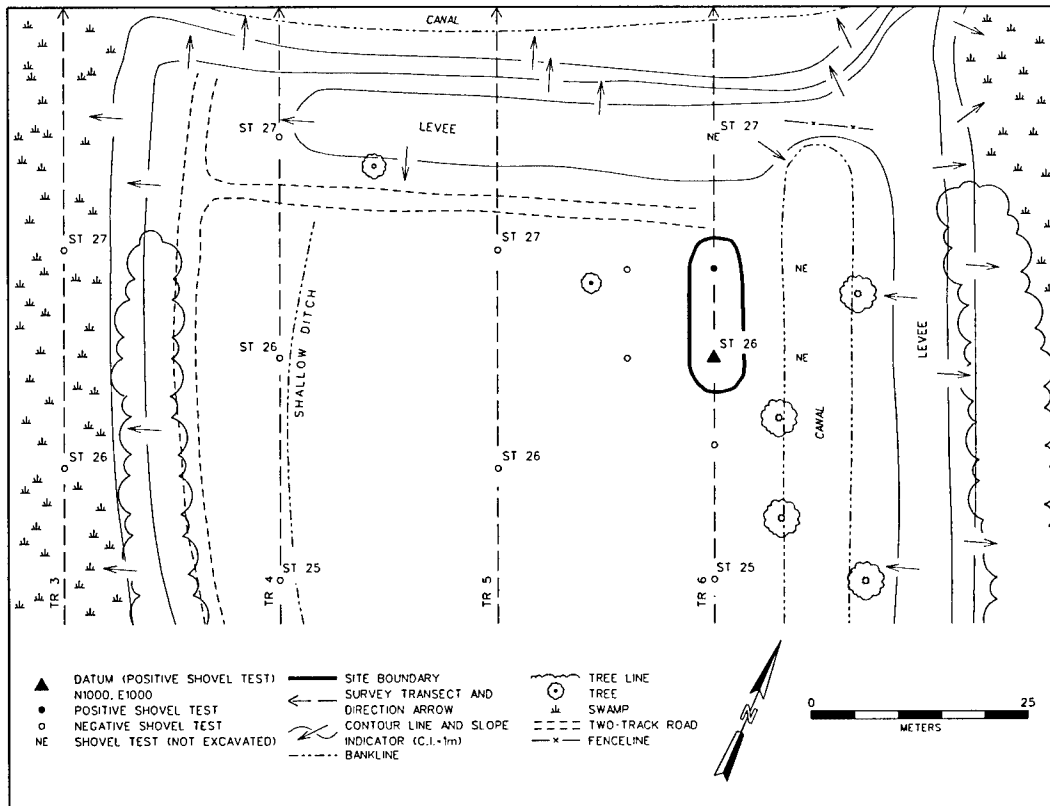 CANAL
ST 27
LEVEE
NE
ST 27
ST 27
ST 27
NE
SHALLOW DITCH
ST 26
ST 26
NE
LEVEE
CANAL
ST 26
ST 26
TR 3
TR 4
ST 25
TR 5
TR 6
ST 25
DATUM (POSITIVE SHOVEL TEST)
N1000, E1000
POSITIVE SHOVEL TEST
NEGATIVE SHOVEL TEST
NE SHOVEL TEST (NOT EXCAVATED)
SITE BOUNDARY
SURVEY TRANSECT AND
DIRECTION ARROW
CONTOUR LINE AND SLOPE
INDICATOR (C.I.=1m)
BANKLINE
TREE LINE
TREE
SWAMP
TWO-TRACK ROAD
FENCELINE
N
0 25
METERS